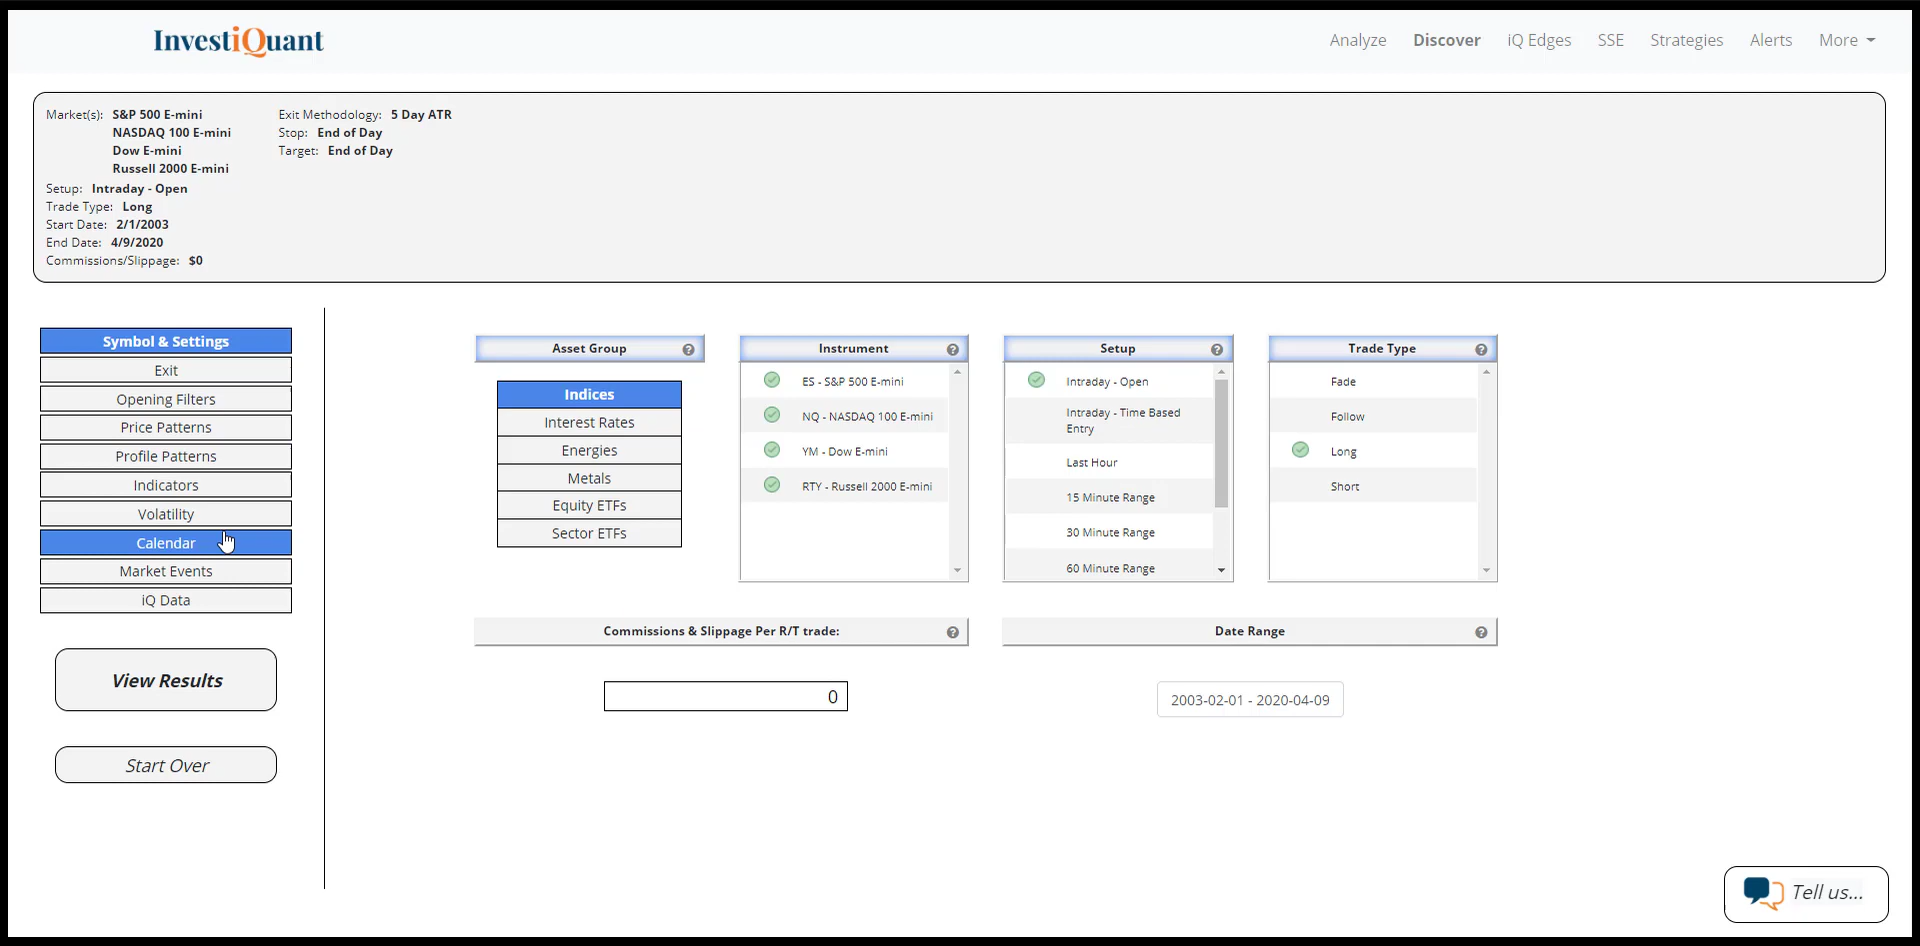 InvestiQuant
Analyze
Discover
iQ Edges
SSE
Strategies
Alerts
More
Market(s): S&P 500 E-mini
NASDAQ 100 E-mini
Dow E-mini
Russell 2000 E-mini
Setup: Intraday - Open
Trade Type: Long
Start Date: 2/1/2003
End Date: 4/9/2020
Commissions/Slippage: $0
Exit Methodology: 5 Day ATR
Stop: End of Day
Target: End of Day
Symbol & Settings
Exit
Opening Filters
Price Patterns
Profile Patterns
Indicators
Volatility
Calendar
Market Events
iQ Data
View Results
Start Over
Asset Group ?
Indices
Interest Rates
Energies
Metals
Equity ETFs
Sector ETFs
Instrument ?
ES - S&P 500 E-mini
NQ - NASDAQ 100 E-mini
YM - Dow E-mini
RTY - Russell 2000 E-mini
Setup ?
Intraday - Open
Intraday - Time Based
Entry
Last Hour
15 Minute Range
30 Minute Range
60 Minute Range
Trade Type ?
Fade
Follow
Long
Short
Commissions & Slippage Per R/T trade: ?
0
Date Range ?
2003-02-01 - 2020-04-09
Tell us...